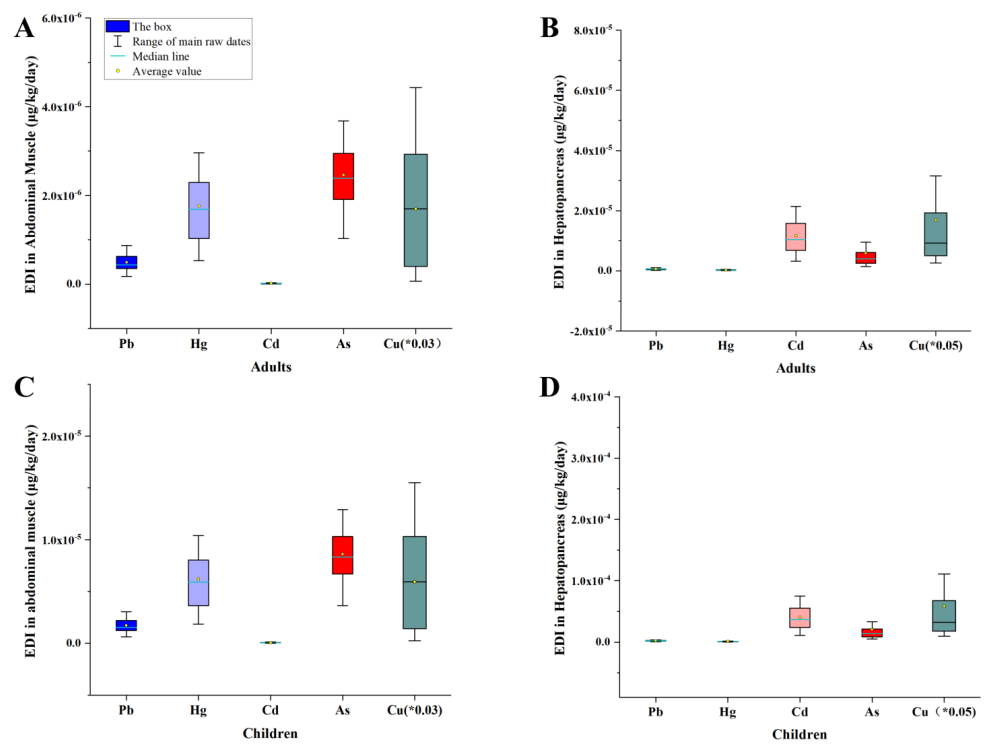 A
The box
Range of main raw dates
Median line
Average value
EDI in Abdominal Muscle (µg/kg/day)
6.0x10⁻⁶
4.0x10⁻⁶
2.0x10⁻⁶
0.0
Pb Hg Cd As Cu(*0.03）
Adults
B
EDI in Hepatopancreas (µg/kg/day)
8.0x10⁻⁵
6.0x10⁻⁵
4.0x10⁻⁵
2.0x10⁻⁵
0.0
-2.0x10⁻⁵
Pb Hg Cd As Cu(*0.05)
Adults
C
EDI in abdominal muscle (µg/kg/day)
2.0x10⁻⁵
1.0x10⁻⁵
0.0
Pb Hg Cd As Cu(*0.03)
Children
D
EDI in Hepatopancreas (µg/kg/day)
4.0x10⁻⁴
3.0x10⁻⁴
2.0x10⁻⁴
1.0x10⁻⁴
0.0
Pb Hg Cd As Cu（*0.05)
Children